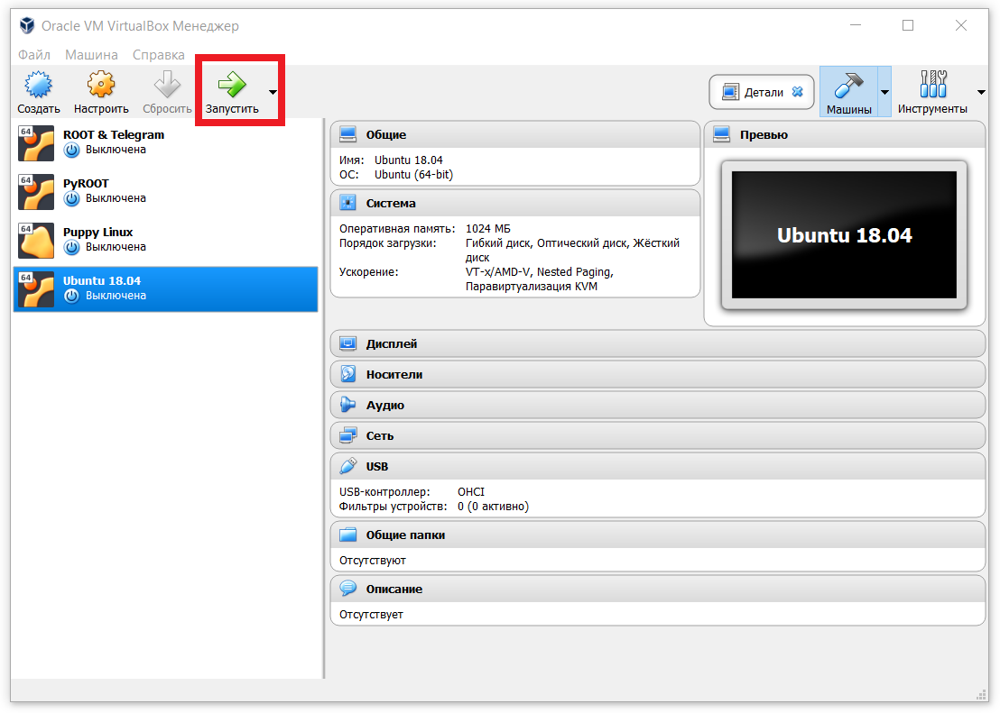 Oracle VM VirtualBox Менеджер
Файл Машина Справка
Создать Настроить Сбросить Запустить Детали Машины Инструменты
64 ROOT & Telegram
Выключена
64 PyROOT
Выключена
64 Puppy Linux
Выключена
64 Ubuntu 18.04
Выключена
Общие
Имя: Ubuntu 18.04
ОС: Ubuntu (64-bit)
Система
Оперативная память: 1024 МБ
Порядок загрузки: Гибкий диск, Оптический диск, Жёсткий
диск
Ускорение: VT-x/AMD-V, Nested Paging,
Паравиртуализация KVM
Превью
Ubuntu 18.04
Дисплей
Носители
Аудио
Сеть
USB
USB-контроллер: OHCI
Фильтры устройств: 0 (0 активно)
Общие папки
Отсутствуют
Описание
Отсутствует